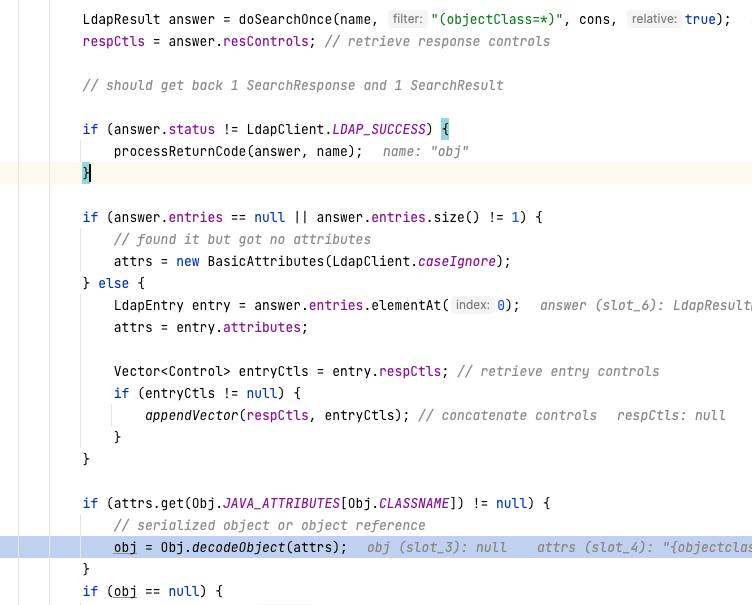 LdapResult answer = doSearchOnce(name, filter: "(objectClass=*)", cons, relative: true);
respCtls = answer.resControls; // retrieve response controls
// should get back 1 SearchResponse and 1 SearchResult
if (answer.status != LdapClient.LDAP_SUCCESS) {
processReturnCode(answer, name); name: "obj"
}
if (answer.entries == null || answer.entries.size() != 1) {
// found it but got no attributes
attrs = new BasicAttributes(LdapClient.caseIgnore);
} else {
LdapEntry entry = answer.entries.elementAt( index: 0); answer (slot_6): LdapResult
attrs = entry.attributes;
Vector<Control> entryCtls = entry.respCtls; // retrieve entry controls
if (entryCtls != null) {
appendVector(respCtls, entryCtls); // concatenate controls respCtls: null
}
}
if (attrs.get(Obj.JAVA_ATTRIBUTES[Obj.CLASSNAME]) != null) {
// serialized object or object reference
obj = Obj.decodeObject(attrs); obj (slot_3): null attrs (slot_4): "{objectclas
}
if (obj == null) {